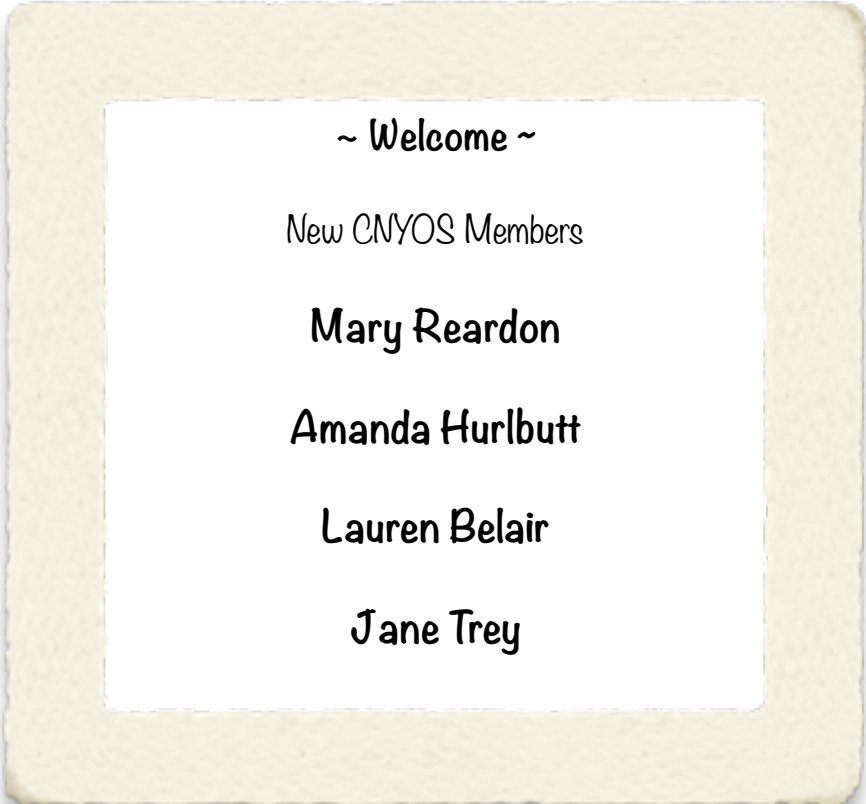 ~ Welcome ~
New CNYOS Members
Mary Reardon
Amanda Hurlbutt
Lauren Belair
Jane Trey